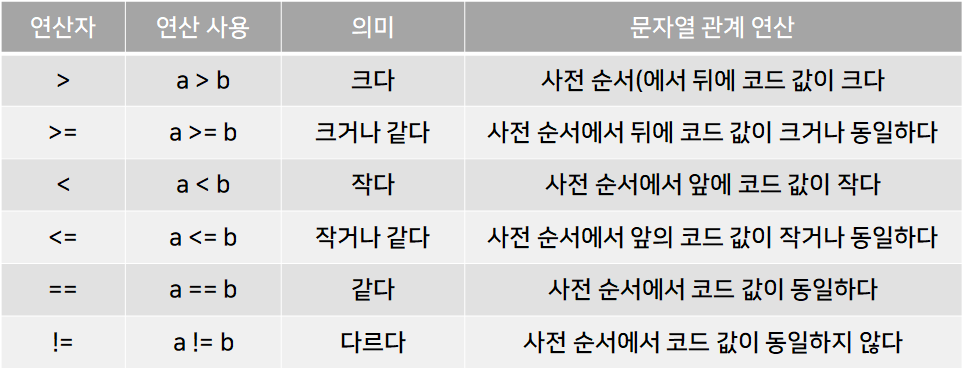 연산자 연산 사용 의미 문자열 관계 연산
> a > b 크다 사전 순서(에서 뒤에 코드 값이 크다
>= a >= b 크거나 같다 사전 순서에서 뒤에 코드 값이 크거나 동일하다
< a < b 작다 사전 순서에서 앞에 코드 값이 작다
<= a <= b 작거나 같다 사전 순서에서 앞의 코드 값이 작거나 동일하다
== a == b 같다 사전 순서에서 코드 값이 동일하다
!= a != b 다르다 사전 순서에서 코드 값이 동일하지 않다